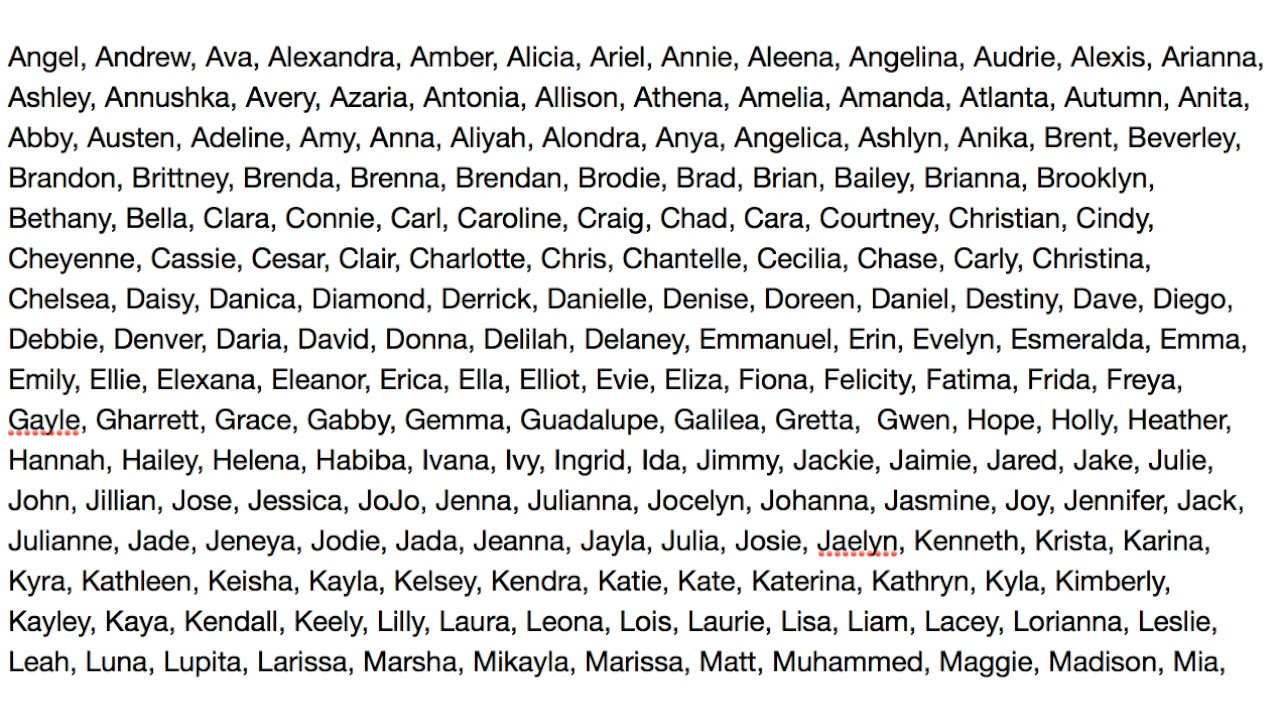 Angel, Andrew, Ava, Alexandra, Amber, Alicia, Ariel, Annie, Aleena, Angelina, Audrie, Alexis, Arianna,
Ashley, Annushka, Avery, Azaria, Antonia, Allison, Athena, Amelia, Amanda, Atlanta, Autumn, Anita,
Abby, Austen, Adeline, Amy, Anna, Aliyah, Alondra, Anya, Angelica, Ashlyn, Anika, Brent, Beverley,
Brandon, Brittney, Brenda, Brenna, Brendan, Brodie, Brad, Brian, Bailey, Brianna, Brooklyn,
Bethany, Bella, Clara, Connie, Carl, Caroline, Craig, Chad, Cara, Courtney, Christian, Cindy,
Cheyenne, Cassie, Cesar, Clair, Charlotte, Chris, Chantelle, Cecilia, Chase, Carly, Christina,
Chelsea, Daisy, Danica, Diamond, Derrick, Danielle, Denise, Doreen, Daniel, Destiny, Dave, Diego,
Debbie, Denver, Daria, David, Donna, Delilah, Delaney, Emmanuel, Erin, Evelyn, Esmeralda, Emma,
Emily, Ellie, Elexana, Eleanor, Erica, Ella, Elliot, Evie, Eliza, Fiona, Felicity, Fatima, Frida, Freya,
Gayle, Gharrett, Grace, Gabby, Gemma, Guadalupe, Galilea, Gretta,  Gwen, Hope, Holly, Heather,
Hannah, Hailey, Helena, Habiba, Ivana, Ivy, Ingrid, Ida, Jimmy, Jackie, Jaimie, Jared, Jake, Julie,
John, Jillian, Jose, Jessica, JoJo, Jenna, Julianna, Jocelyn, Johanna, Jasmine, Joy, Jennifer, Jack,
Julianne, Jade, Jeneya, Jodie, Jada, Jeanna, Jayla, Julia, Josie, Jaelyn, Kenneth, Krista, Karina,
Kyra, Kathleen, Keisha, Kayla, Kelsey, Kendra, Katie, Kate, Katerina, Kathryn, Kyla, Kimberly,
Kayley, Kaya, Kendall, Keely, Lilly, Laura, Leona, Lois, Laurie, Lisa, Liam, Lacey, Lorianna, Leslie,
Leah, Luna, Lupita, Larissa, Marsha, Mikayla, Marissa, Matt, Muhammed, Maggie, Madison, Mia,